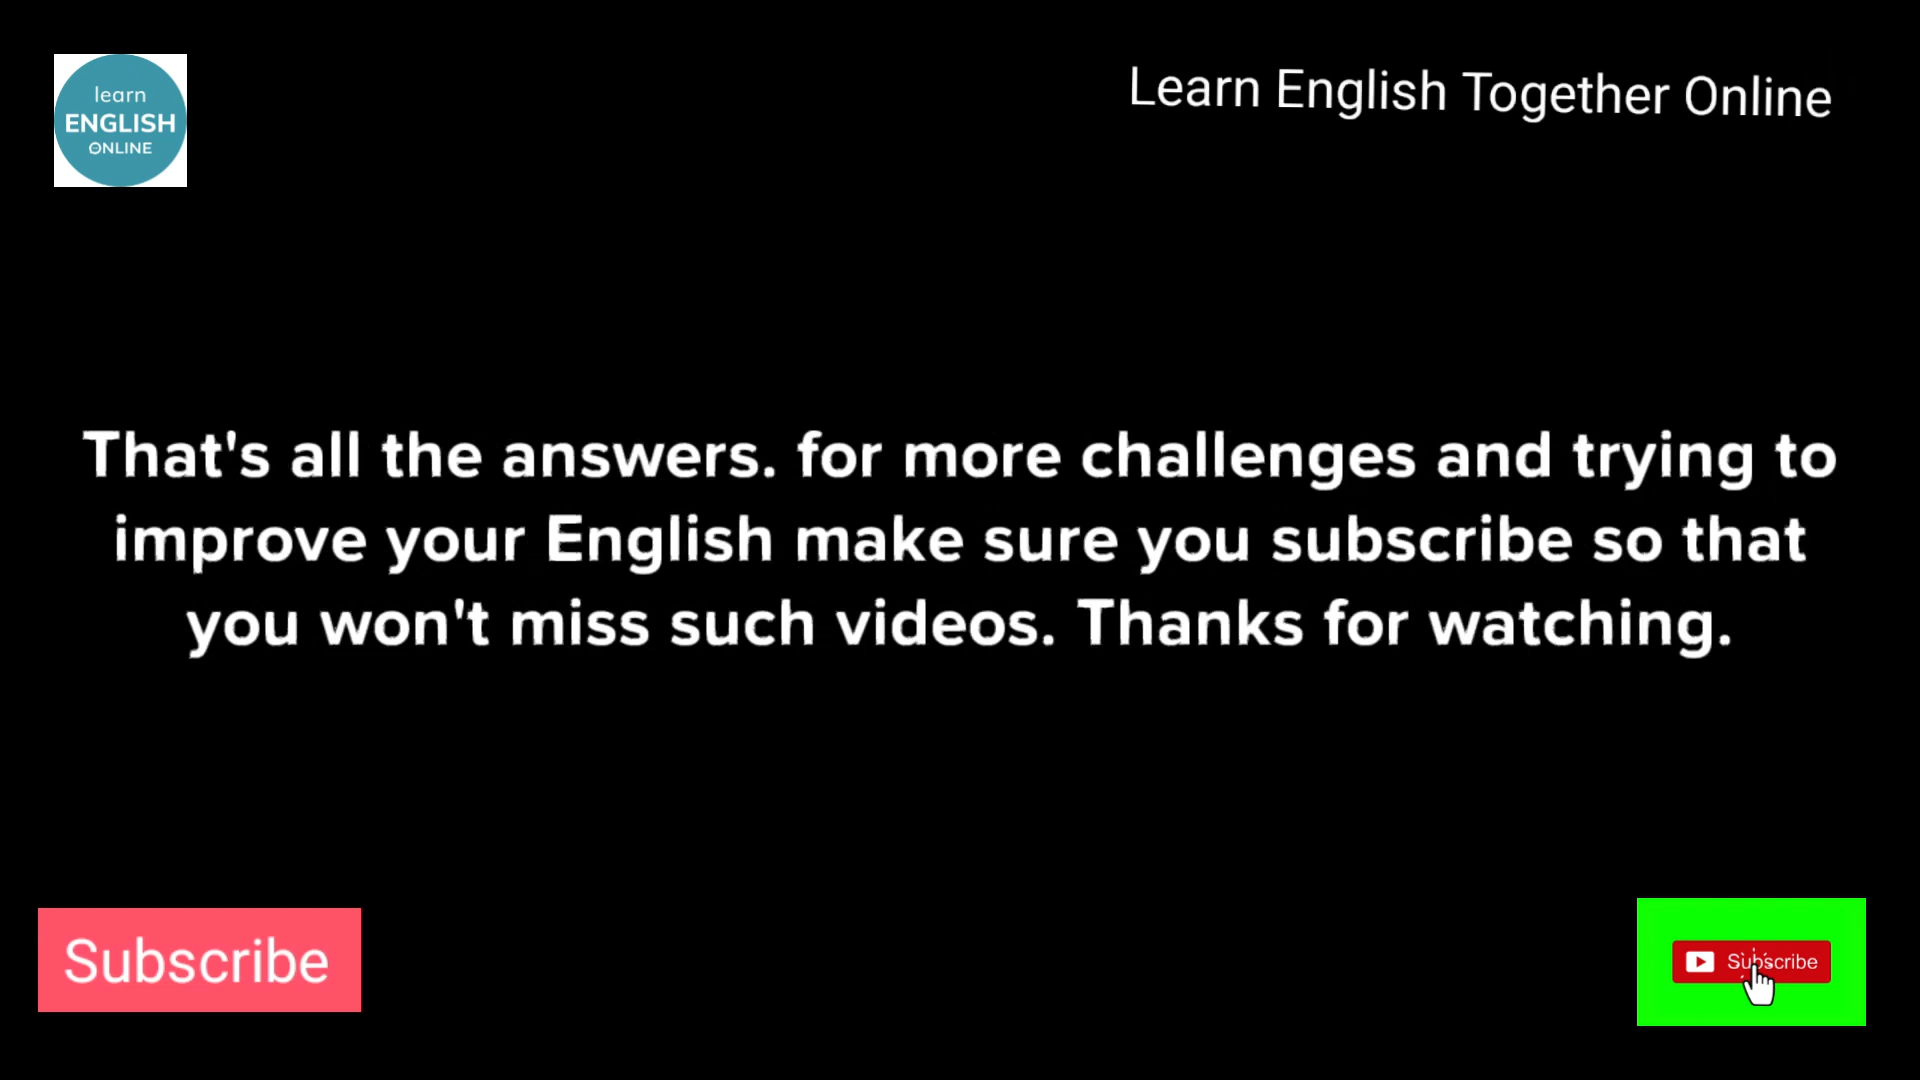 learn
ENGLISH
ONLINE
Learn English Together Online
That's all the answers. for more challenges and trying to
improve your English make sure you subscribe so that
you won't miss such videos. Thanks for watching.
Subscribe
Subscribe